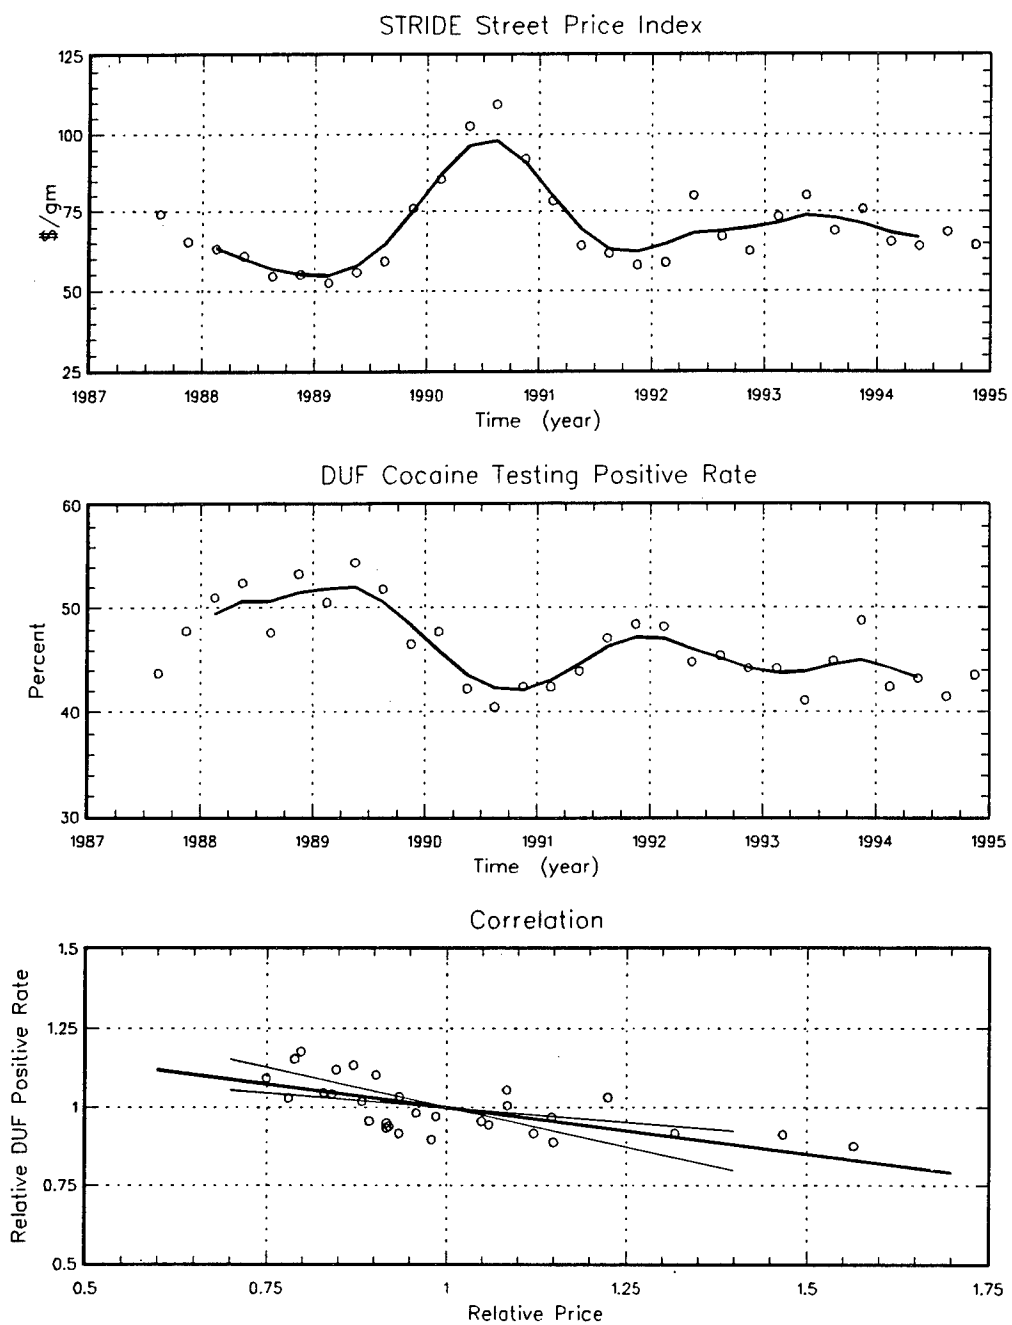 STRIDE Street Price Index
125
100
75
50
25
$/gm
1987 1988 1989 1990 1991 1992 1993 1994 1995
Time (year)
DUF Cocaine Testing Positive Rate
60
50
40
30
Percent
1987 1988 1989 1990 1991 1992 1993 1994 1995
Time (year)
Correlation
1.5
1.25
1
0.75
0.5
Relative DUF Positive Rate
0.5 0.75 1 1.25 1.5 1.75
Relative Price